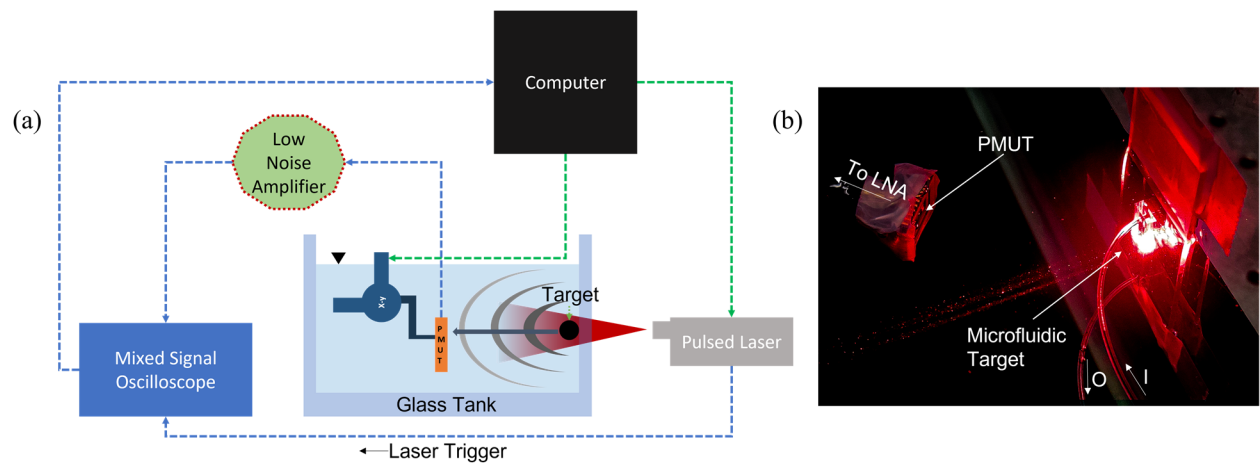 (a)
Computer
Low
Noise
Amplifier
Target
X-y
P
M
U
T
Pulsed Laser
Mixed Signal
Oscilloscope
Glass Tank
Laser Trigger
(b)
PMUT
To LNA
Microfluidic
Target
O
I